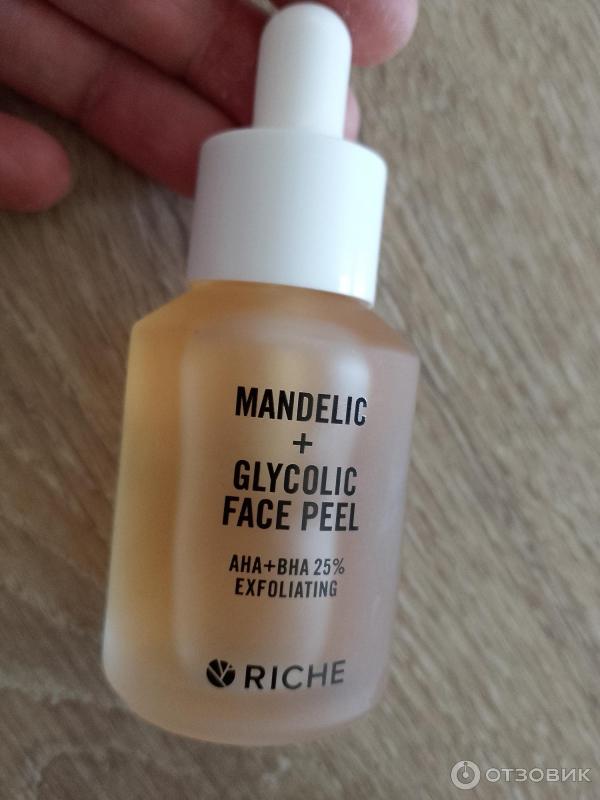 MANDELIC
+
GLYCOLIC
FACE PEEL
AHA+BHA 25%
EXFOLIATING
RICHE
ОТЗОВИК